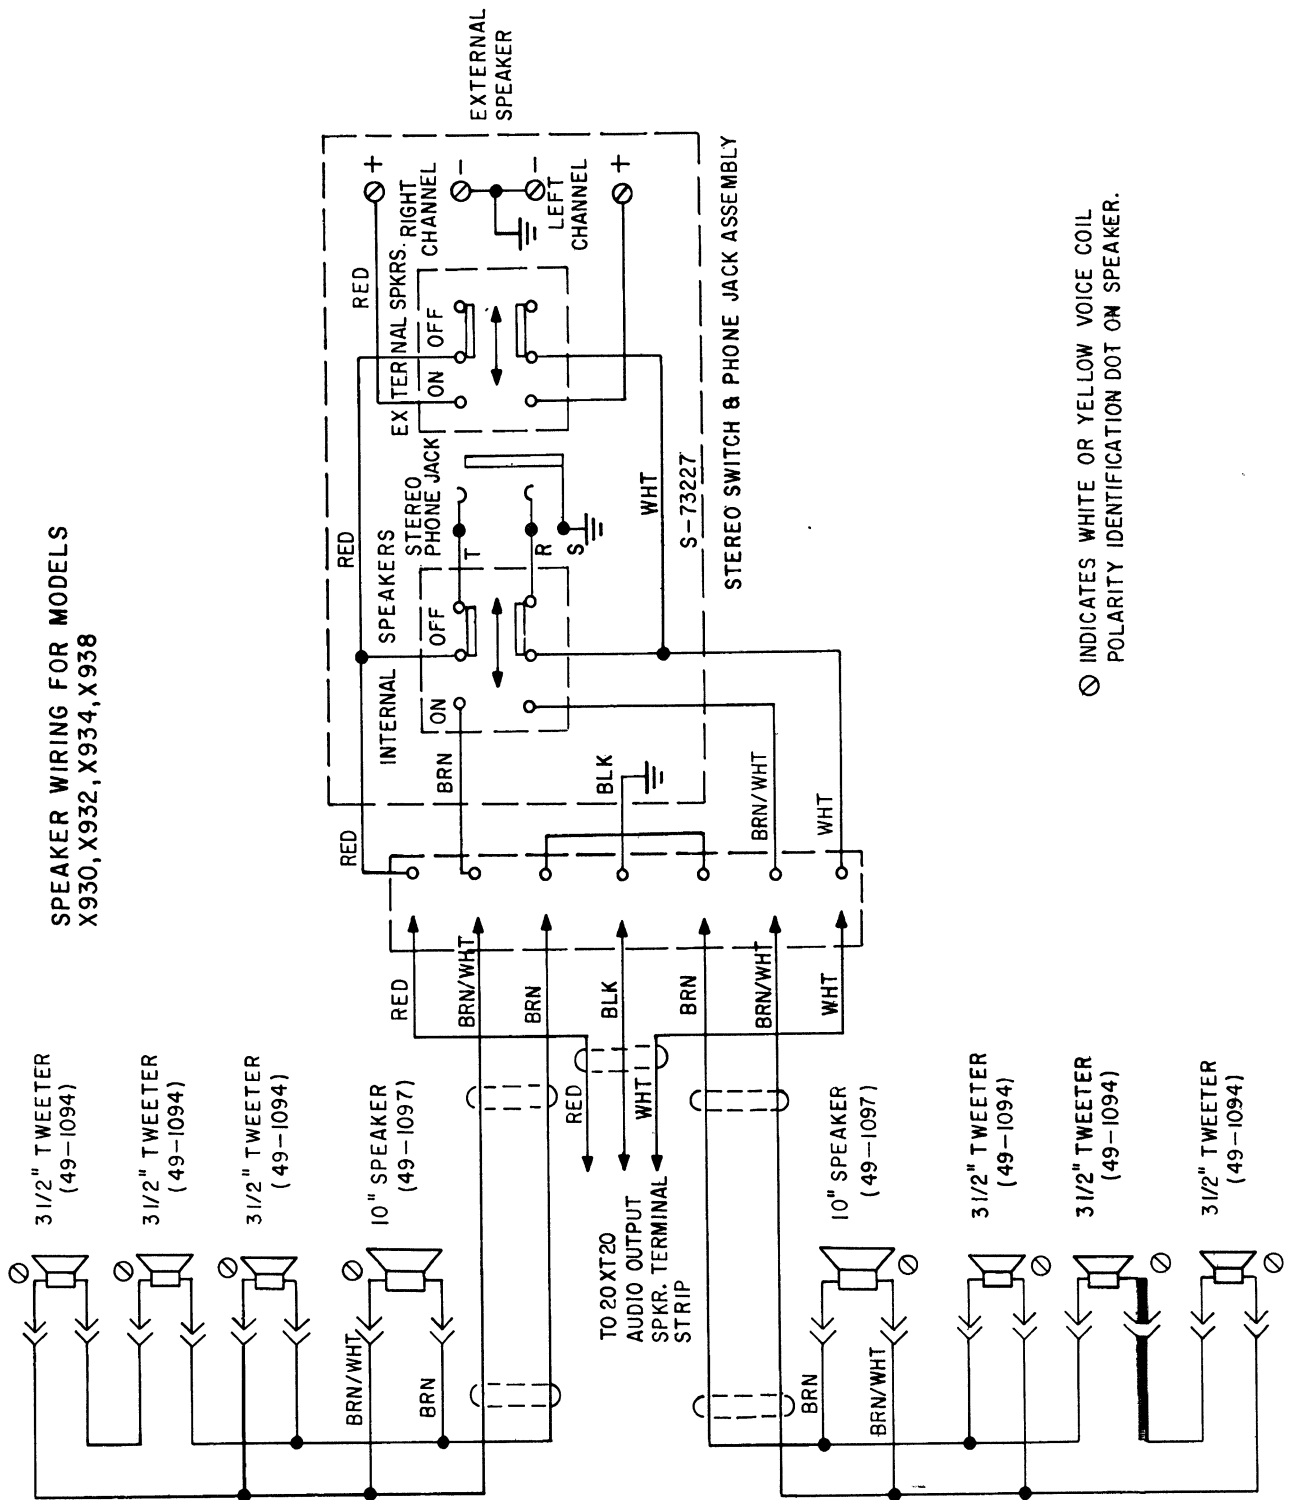 SPEAKER WIRING FOR MODELS
X930, X932, X934, X938
EXTERNAL
SPEAKER
RED
RED
RED
INTERNAL SPEAKERS
ON
OFF
STEREO
PHONE JACK
T
R
S
EXTERNAL SPKRS.
ON
OFF
RIGHT
CHANNEL
+
-
-
LEFT
CHANNEL
+
BRN
BLK
BRN/WHT
WHT
WHT
S-73227
STEREO SWITCH & PHONE JACK ASSEMBLY
RED
BRN/WHT
BRN
BLK
BRN
BRN/WHT
WHT
RED
WHT
TO 20XT20
AUDIO OUTPUT
SPKR. TERMINAL
STRIP
3 1/2" TWEETER
(49-1094)
3 1/2" TWEETER
(49-1094)
3 1/2" TWEETER
(49-1094)
10" SPEAKER
(49-1097)
BRN/WHT
BRN
10" SPEAKER
(49-1097)
3 1/2" TWEETER
(49-1094)
3 1/2" TWEETER
(49-1094)
3 1/2" TWEETER
(49-1094)
BRN
BRN/WHT
INDICATES WHITE OR YELLOW VOICE COIL
POLARITY IDENTIFICATION DOT ON SPEAKER.